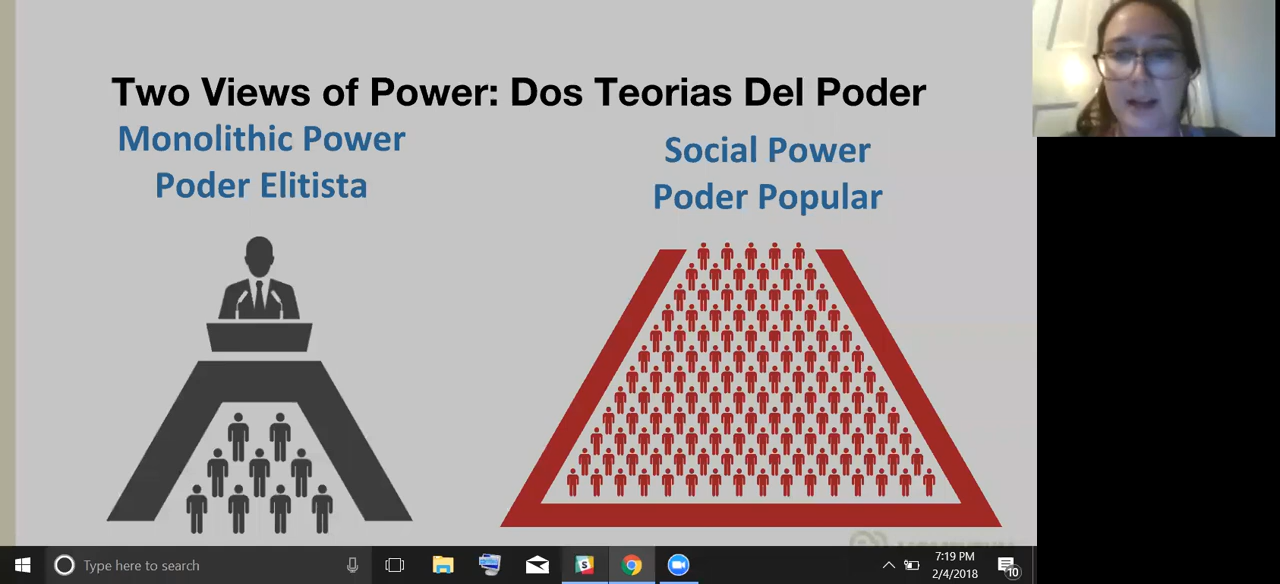 Two Views of Power: Dos Teorias Del Poder
Monolithic Power
Poder Elitista
Social Power
Poder Popular
Type here to search
7:19 PM
2/4/2018
10